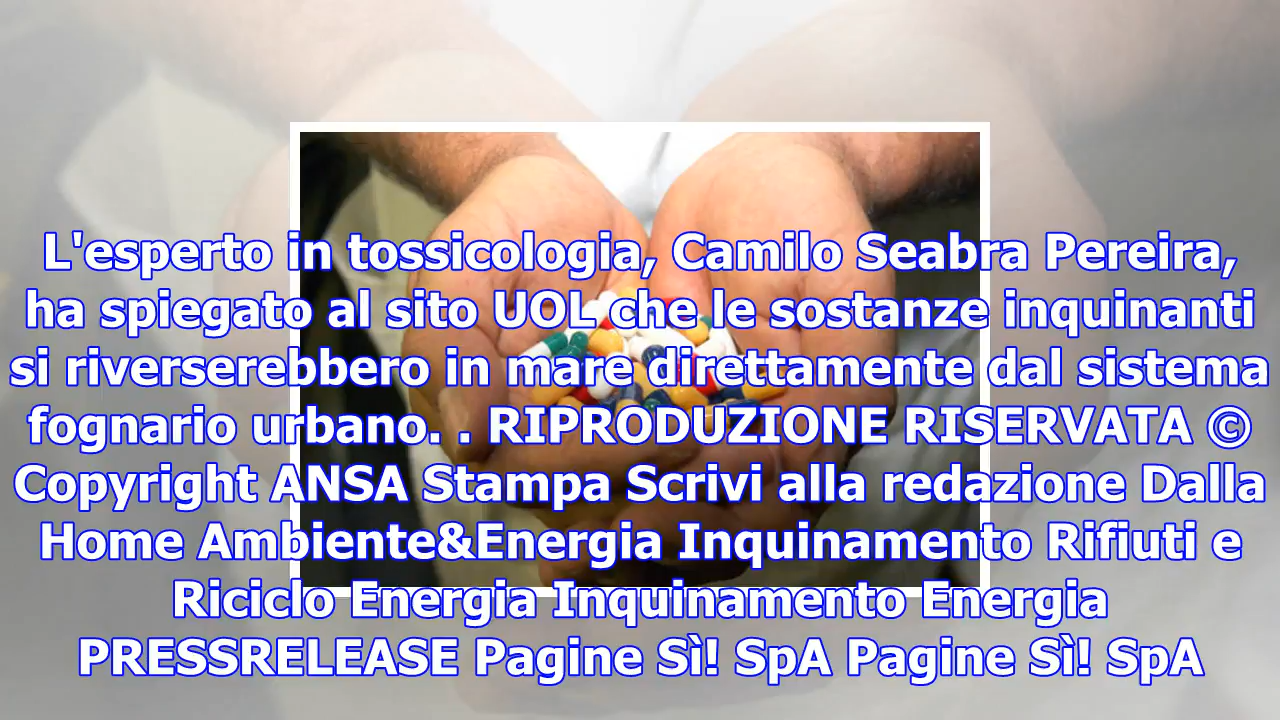 L'esperto in tossicologia, Camilo Seabra Pereira,
ha spiegato al sito UOL che le sostanze inquinanti
si riverserebbero in mare direttamente dal sistema
fognario urbano. . RIPRODUZIONE RISERVATA ©
Copyright ANSA Stampa Scrivi alla redazione Dalla
Home Ambiente&Energia Inquinamento Rifiuti e
Riciclo Energia Inquinamento Energia
PRESSRELEASE Pagine Sì! SpA Pagine Sì! SpA